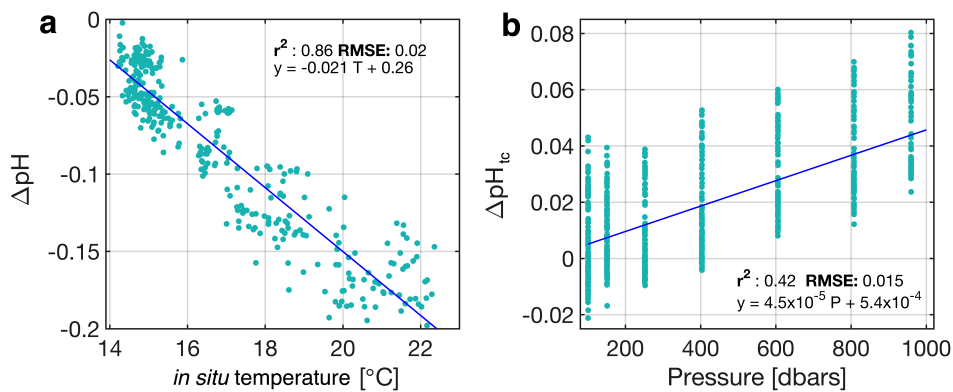 a
0
-0.05
-0.1
-0.15
-0.2
ΔpH
r² : 0.86 RMSE: 0.02
y = -0.021 T + 0.26
14 16 18 20 22
in situ temperature [°C]
b
0.08
0.06
0.04
0.02
0
-0.02
ΔpHtc
r² : 0.42 RMSE: 0.015
y = 4.5x10⁻⁵ P + 5.4x10⁻⁴
200 400 600 800 1000
Pressure [dbars]